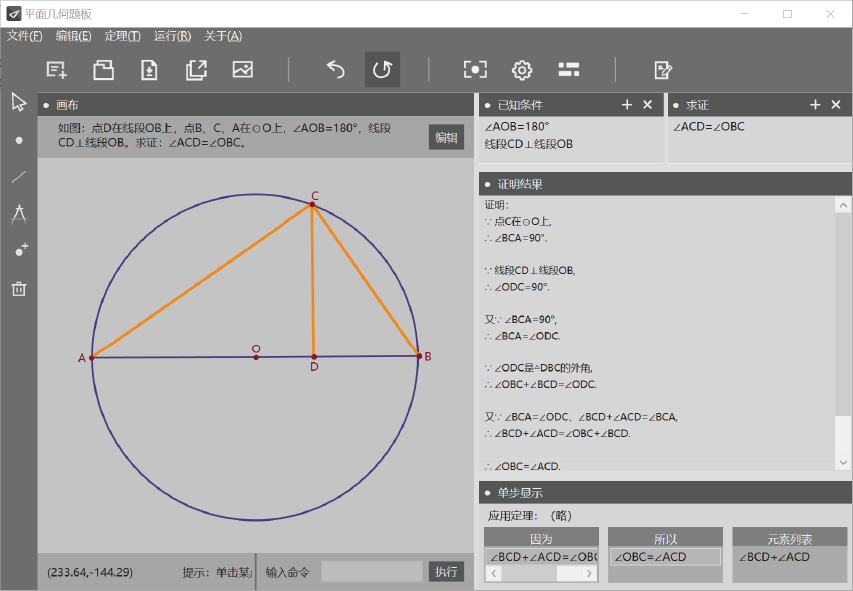 平面几何题板
文件(F) 编辑(E) 定理(T) 运行(R) 关于(A)
画布
如图：点D在线段OB上，点B、C、A在⊙O上，∠AOB=180°，线段
CD⊥线段OB。求证：∠ACD=∠OBC。
编辑
C
A
O
D
B
(233.64,-144.29) 提示：单击某 输入命令 执行
已知条件
∠AOB=180°
线段CD⊥线段OB
求证
∠ACD=∠OBC
证明结果
证明:
∵ 点C在⊙O上,
∴ ∠BCA=90°.
∵ 线段CD⊥线段OB,
∴ ∠ODC=90°.
又∵ ∠BCA=90°,
∴ ∠BCA=∠ODC.
∵ ∠ODC是△DBC的外角,
∴ ∠OBC+∠BCD=∠ODC.
又∵ ∠BCA=∠ODC、∠BCD+∠ACD=∠BCA,
∴ ∠BCD+∠ACD=∠OBC+∠BCD.
∴ ∠OBC=∠ACD.
单步显示
应用定理：（略）
因为
∠BCD+∠ACD=∠OBC
所以
∠OBC=∠ACD
元素列表
∠BCD+∠ACD